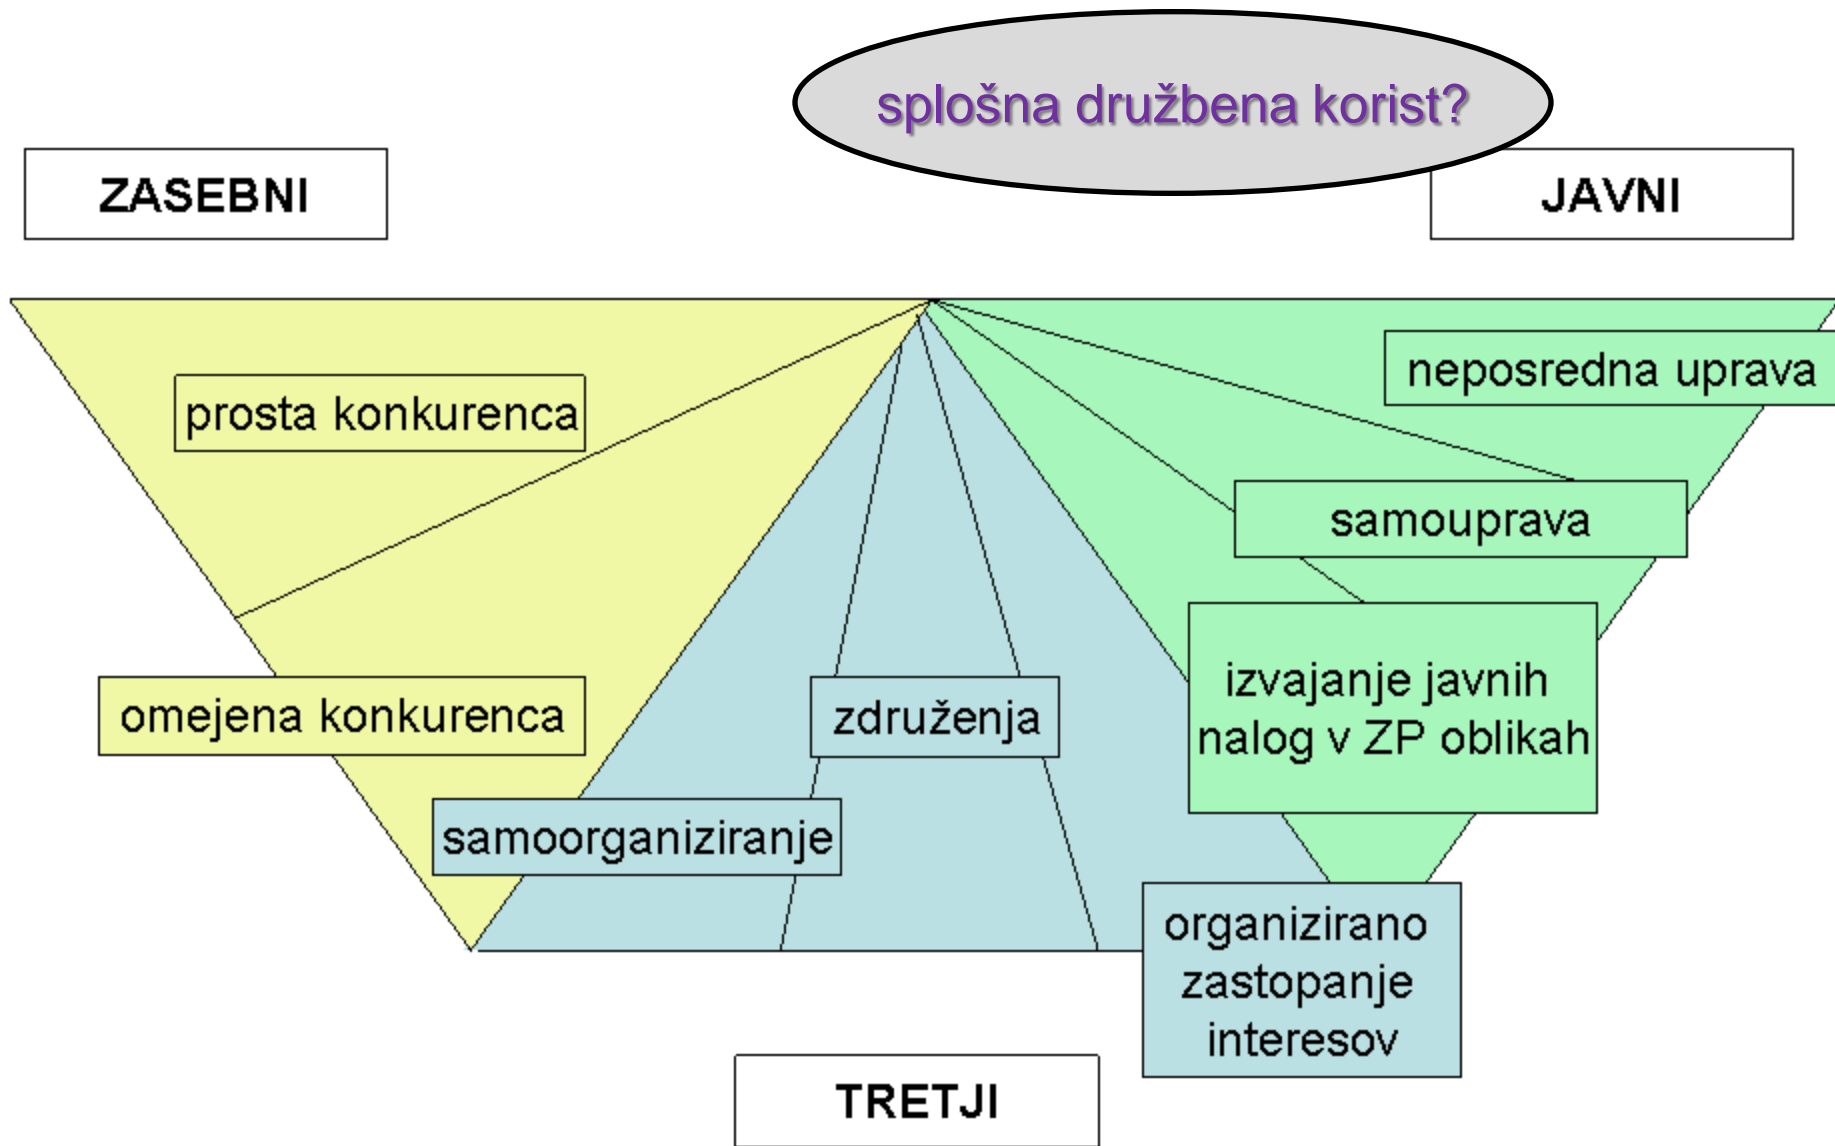 splošna družbena korist?
ZASEBNI
JAVNI
prosta konkurenca
neposredna uprava
samouprava
omejena konkurenca
združenja
izvajanje javnih
nalog v ZP oblikah
samoorganiziranje
organizirano
zastopanje
interesov
TRETJI